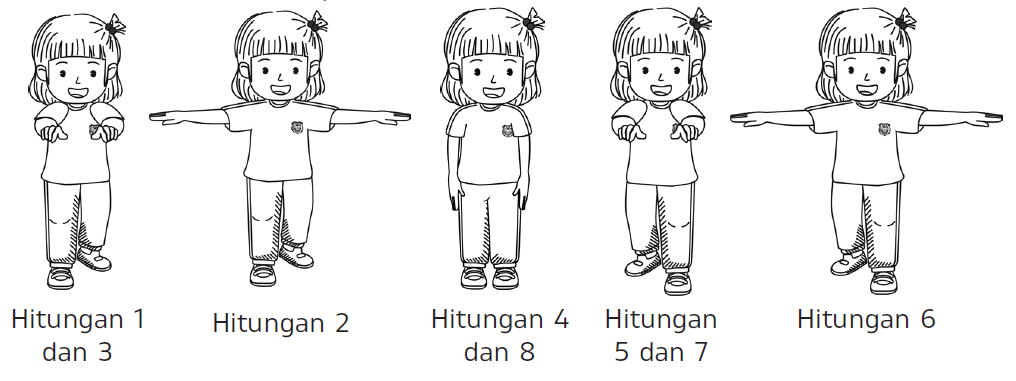 Hitungan 1
dan 3
Hitungan 2
Hitungan 4
dan 8
Hitungan
5 dan 7
Hitungan 6